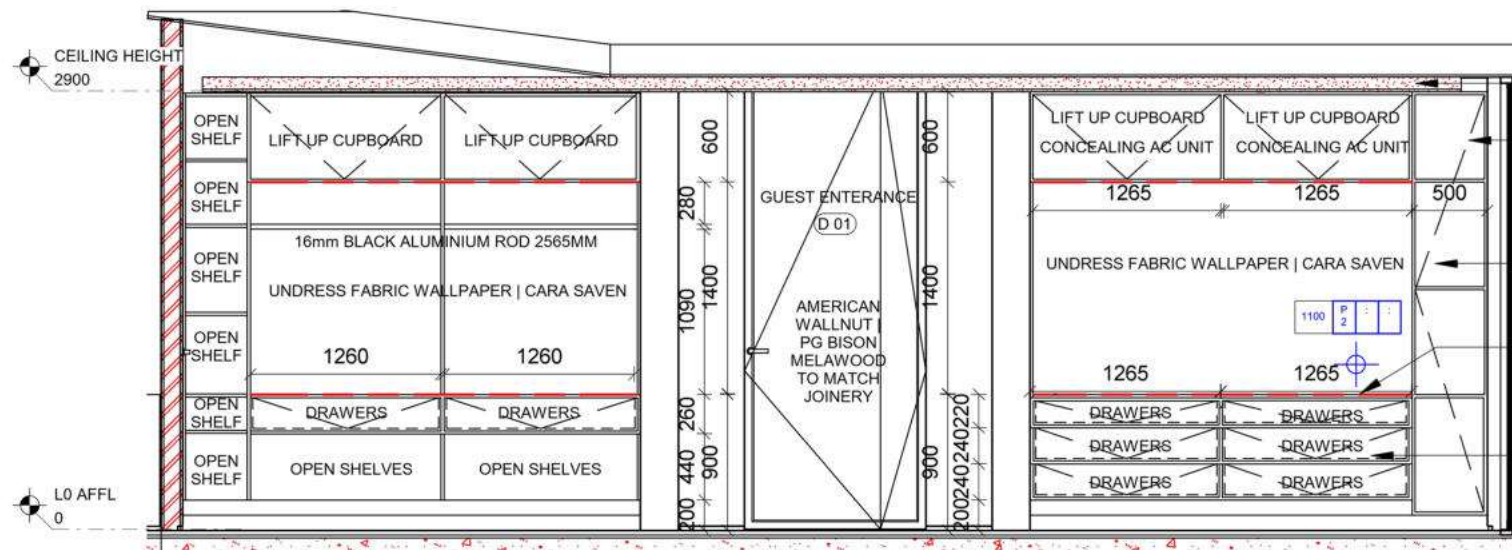 CEILING HEIGHT
2900
OPEN
SHELF
OPEN
SHELF
OPEN
SHELF
OPEN
SHELF
OPEN
SHELF
OPEN
SHELF
LIFT UP CUPBOARD
LIFT UP CUPBOARD
16mm BLACK ALUMINIUM ROD 2565MM
UNDRESS FABRIC WALLPAPER | CARA SAVEN
1260
1260
DRAWERS
DRAWERS
OPEN SHELVES
OPEN SHELVES
L0 AFFL
0
280
1090
260
440
200
600
1400
900
GUEST ENTERANCE
D 01
AMERICAN
WALLNUT |
PG BISON
MELAWOOD
TO MATCH
JOINERY
600
1400
900
220
240
240
200
LIFT UP CUPBOARD
CONCEALING AC UNIT
LIFT UP CUPBOARD
CONCEALING AC UNIT
1265
1265
500
UNDRESS FABRIC WALLPAPER | CARA SAVEN
1100
P
2
:
:
1265
1265
DRAWERS
DRAWERS
DRAWERS
DRAWERS
DRAWERS
DRAWERS